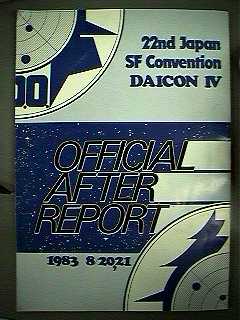 22nd Japan
SF Convention
DAICON IV
D.O.
OFFICIAL
AFTER
REPORT
1983 8/20,21